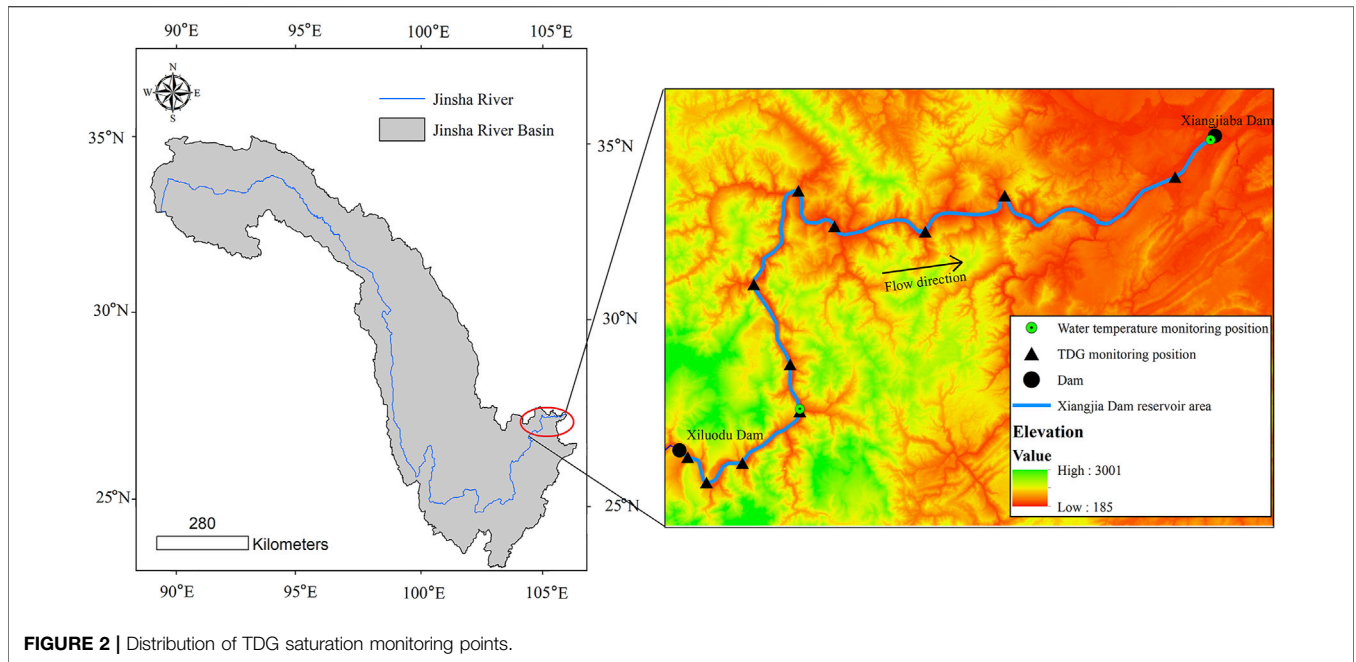 90°E 95°E 100°E 105°E
N
W E
S
Jinsha River
Jinsha River Basin
35°N 35°N
30°N 30°N
25°N 25°N
280
Kilometers
90°E 95°E 100°E 105°E
Xiangjiaba Dam
Flow direction
Xiluodu Dam
Water temperature monitoring position
TDG monitoring position
Dam
Xiangjia Dam reservoir area
Elevation
Value
High : 3001
Low : 185
FIGURE 2 | Distribution of TDG saturation monitoring points.